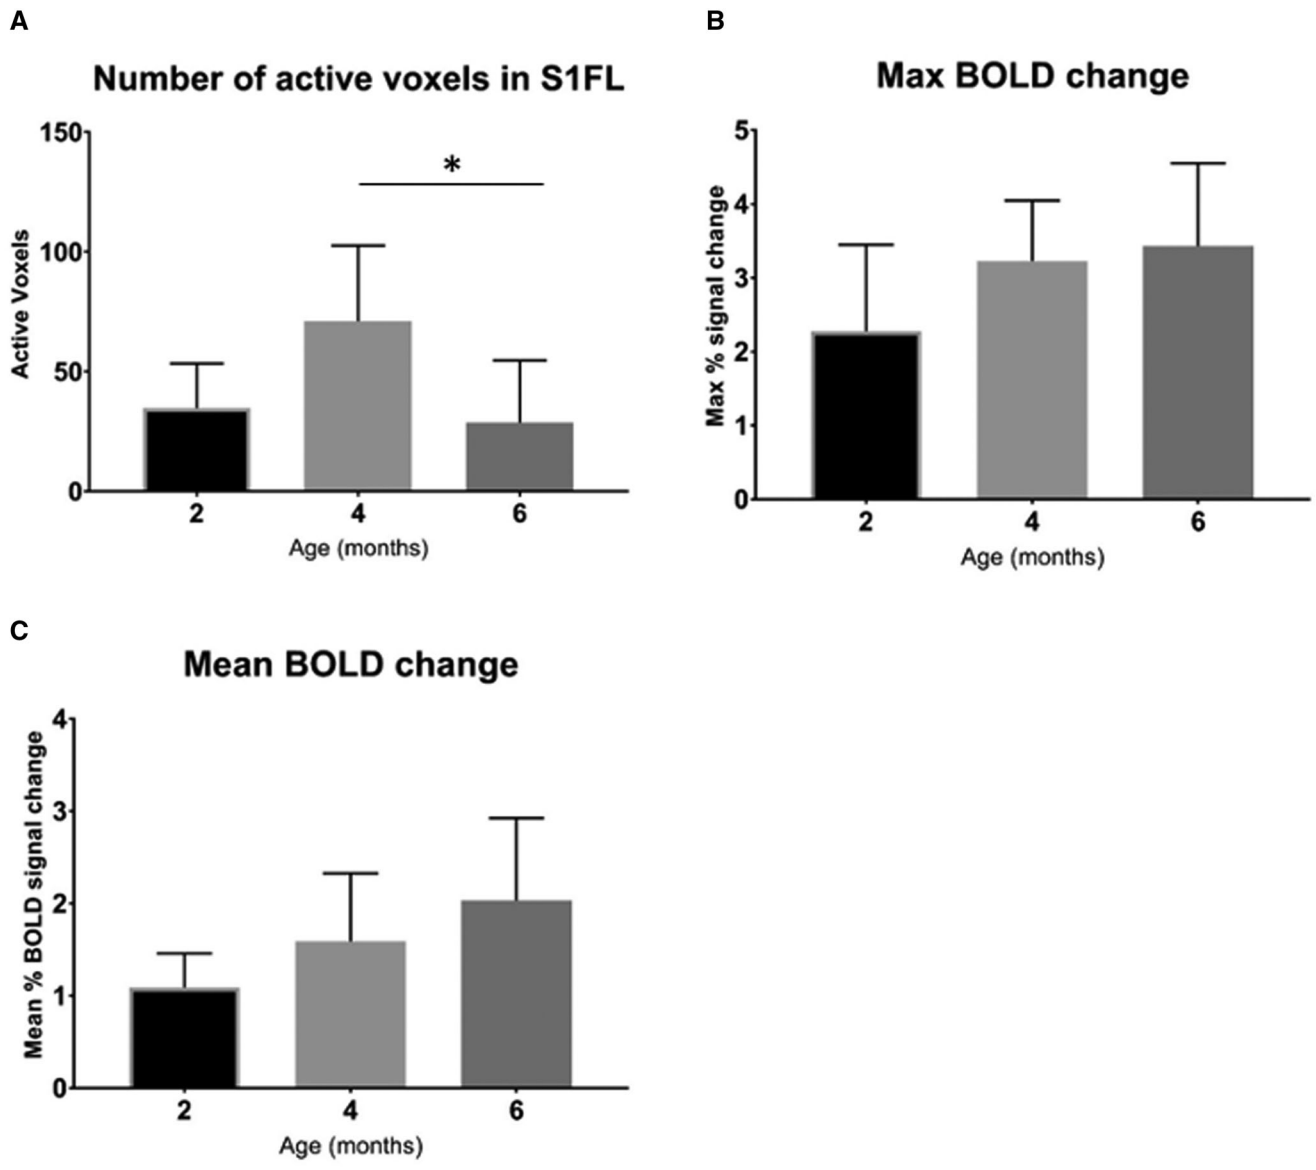 A
Number of active voxels in S1FL
Active Voxels
150
100
50
0
*
2 4 6
Age (months)
B
Max BOLD change
Max % signal change
5
4
3
2
1
0
2 4 6
Age (months)
C
Mean BOLD change
Mean % BOLD signal change
4
3
2
1
0
2 4 6
Age (months)